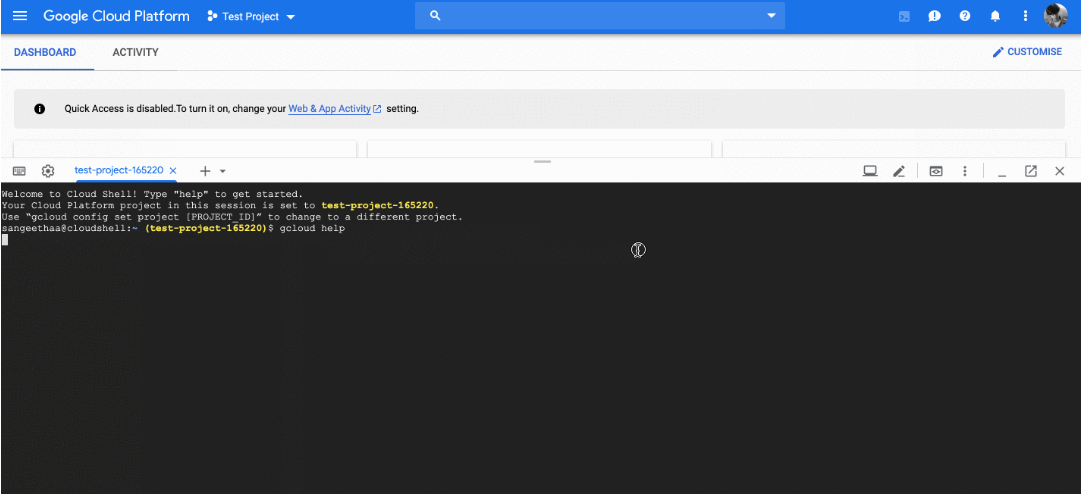 Google Cloud Platform Test Project
DASHBOARD ACTIVITY CUSTOMISE
Quick Access is disabled.To turn it on, change your Web & App Activity setting.
test-project-165220
Welcome to Cloud Shell! Type "help" to get started.
Your Cloud Platform project in this session is set to test-project-165220.
Use “gcloud config set project [PROJECT_ID]” to change to a different project.
sangeethaa@cloudshell:~ (test-project-165220)$ gcloud help